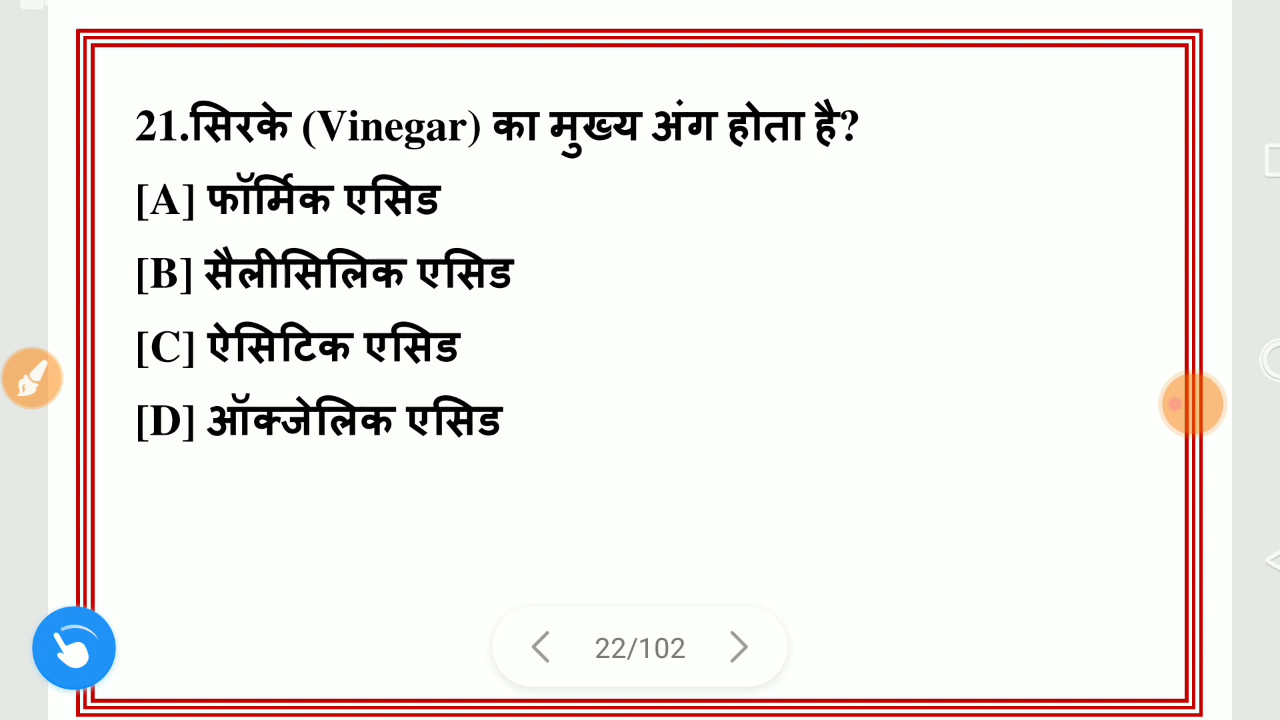 21.सिरके (Vinegar) का मुख्य अंग होता है?
[A] फॉर्मिक एसिड
[B] सैलीसिलिक एसिड
[C] ऐसिटिक एसिड
[D] ऑक्जेलिक एसिड
22/102